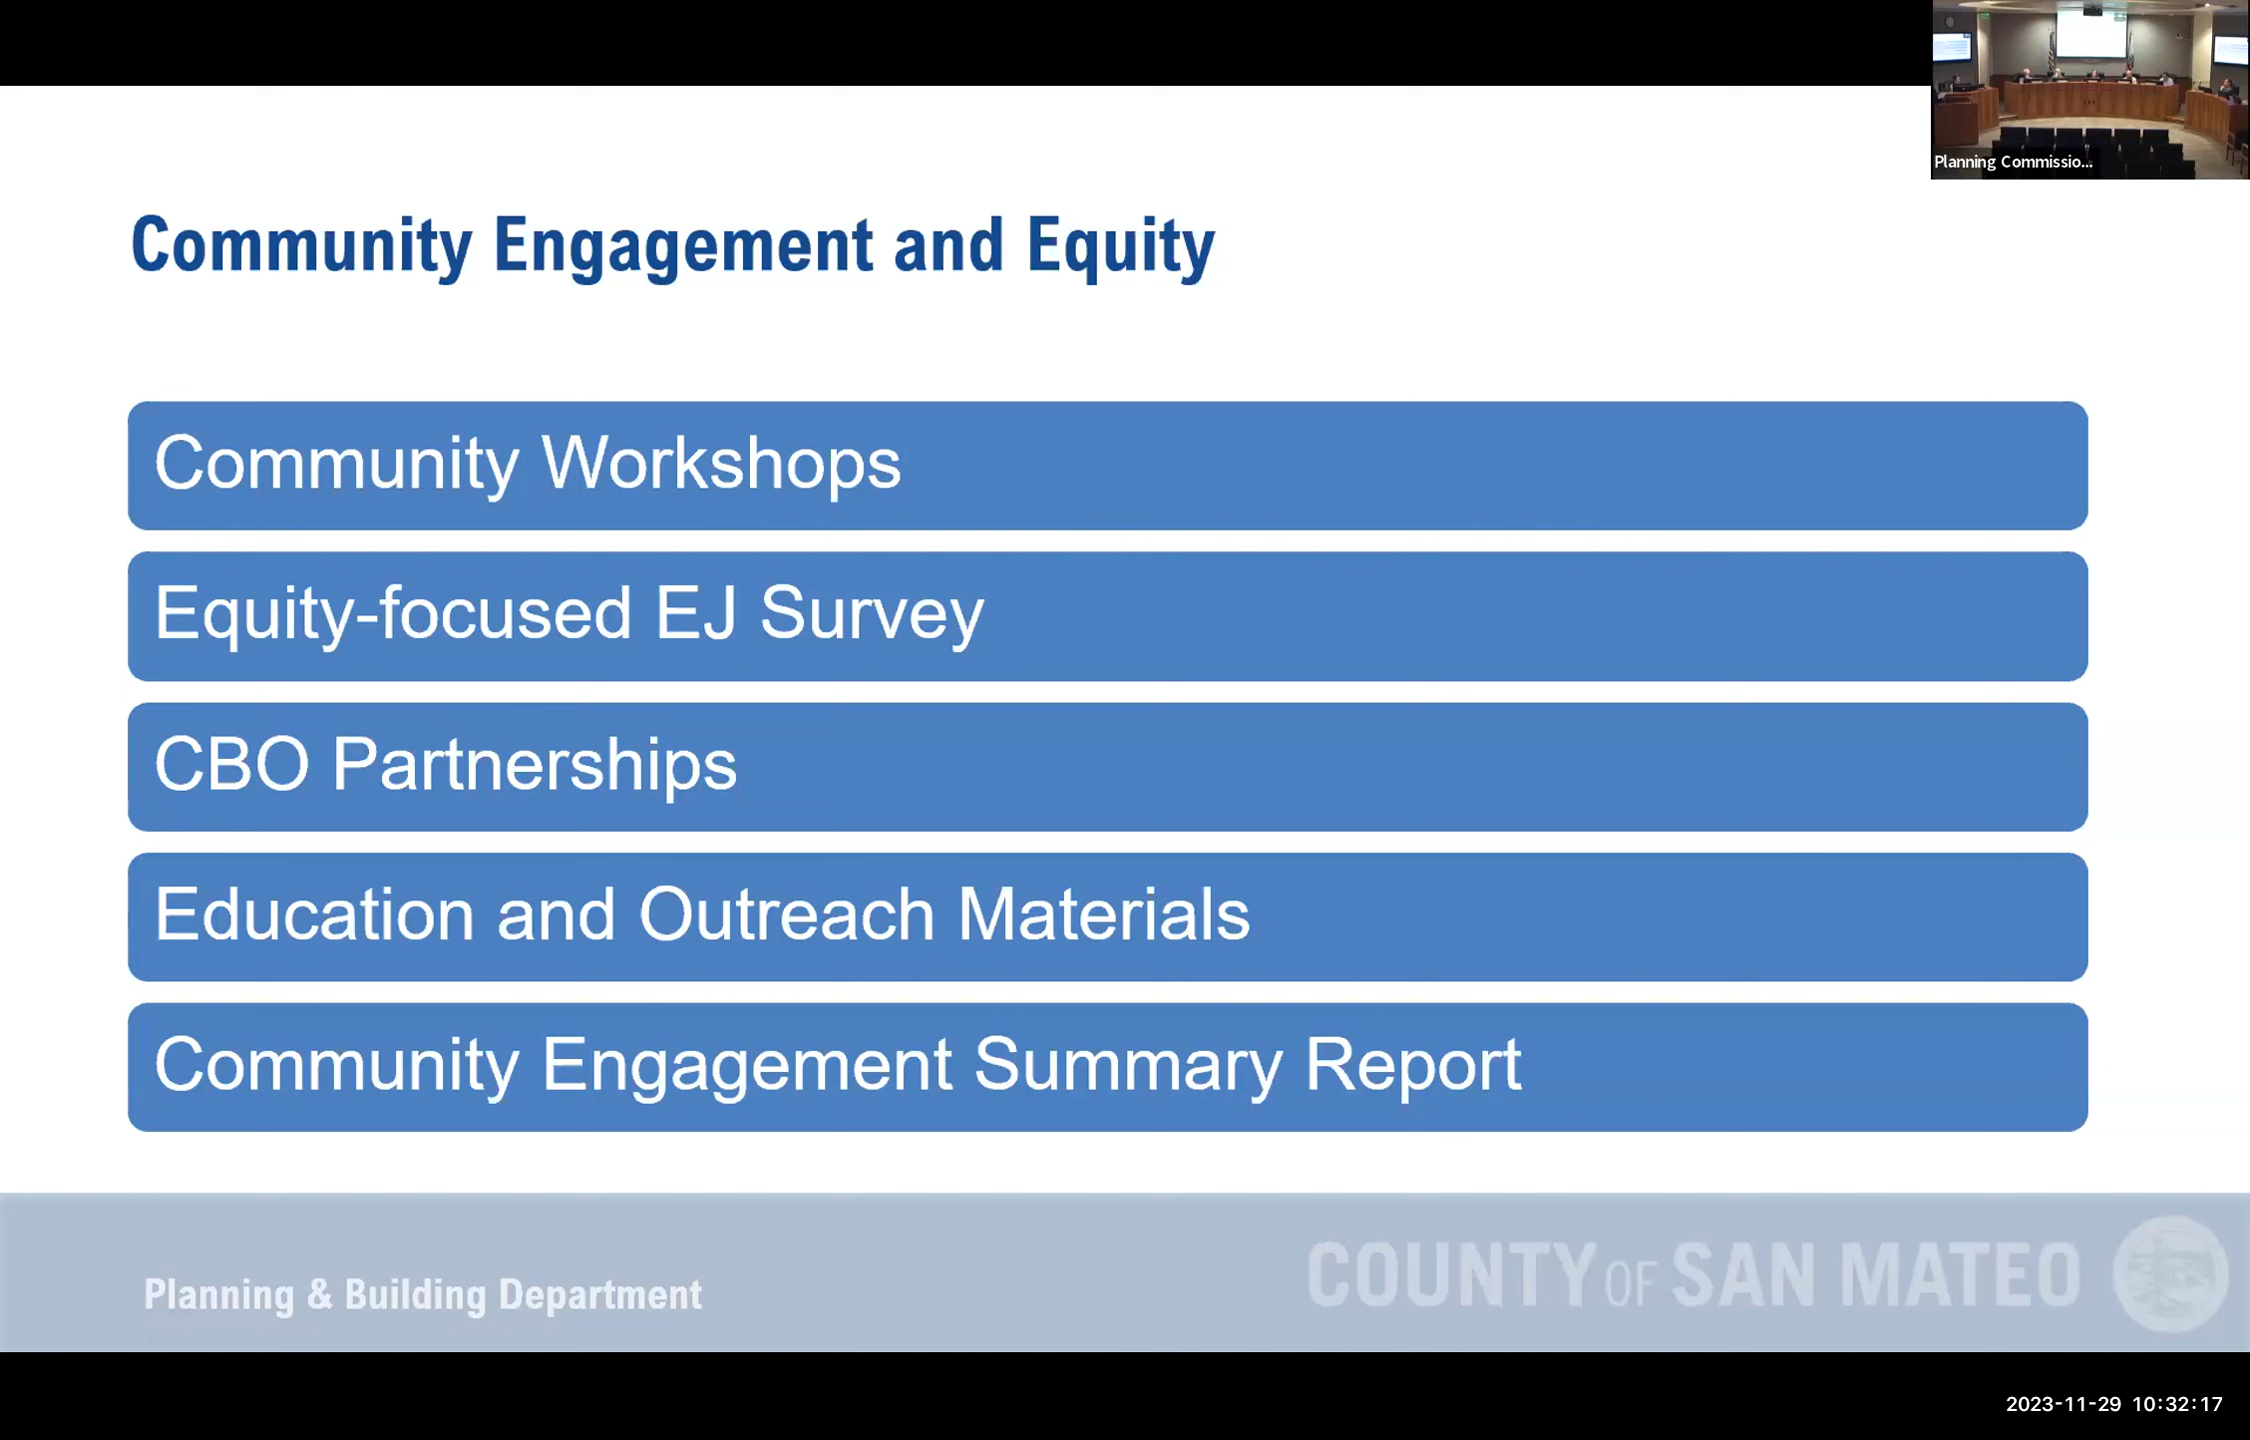 Planning Commissio...
Community Engagement and Equity
Community Workshops
Equity-focused EJ Survey
CBO Partnerships
Education and Outreach Materials
Community Engagement Summary Report
Planning & Building Department
COUNTY OF SAN MATEO
2023-11-29 10:32:17